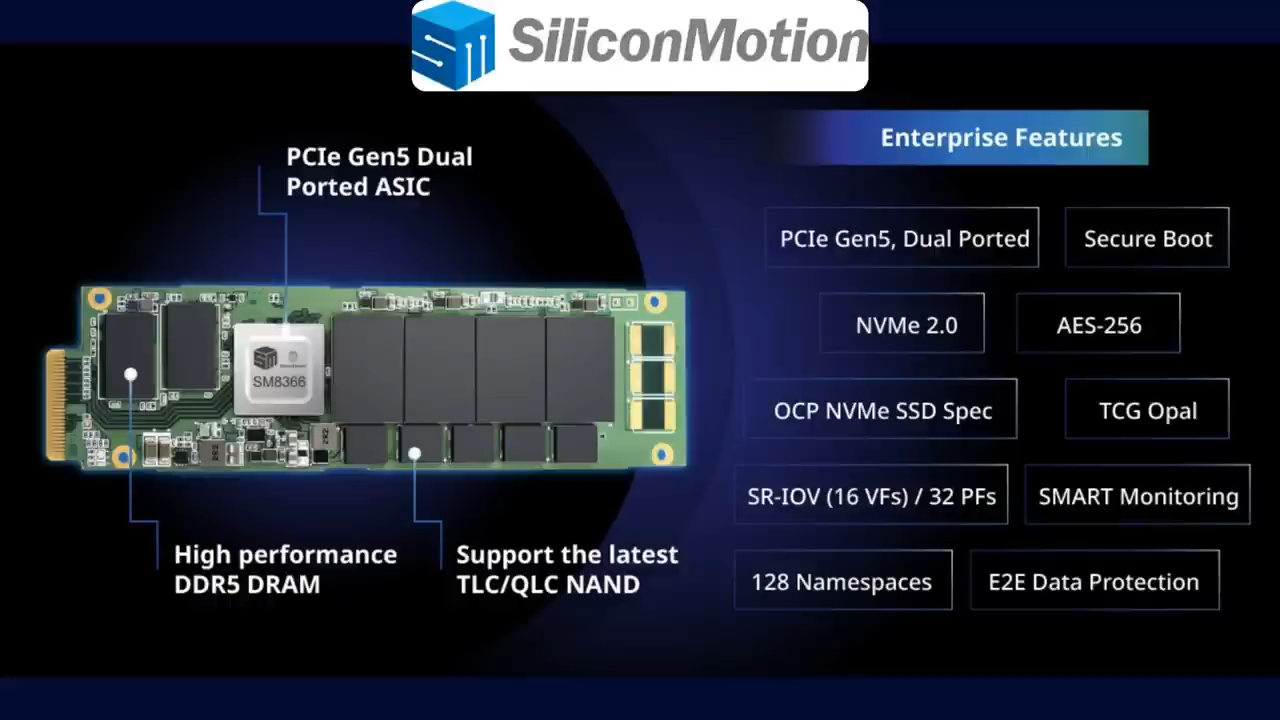 SiliconMotion
PCIe Gen5 Dual
Ported ASIC
SM8366
High performance
DDR5 DRAM
Support the latest
TLC/QLC NAND
Enterprise Features
PCIe Gen5, Dual Ported
Secure Boot
NVMe 2.0
AES-256
OCP NVMe SSD Spec
TCG Opal
SR-IOV (16 VFs) / 32 PFs
SMART Monitoring
128 Namespaces
E2E Data Protection